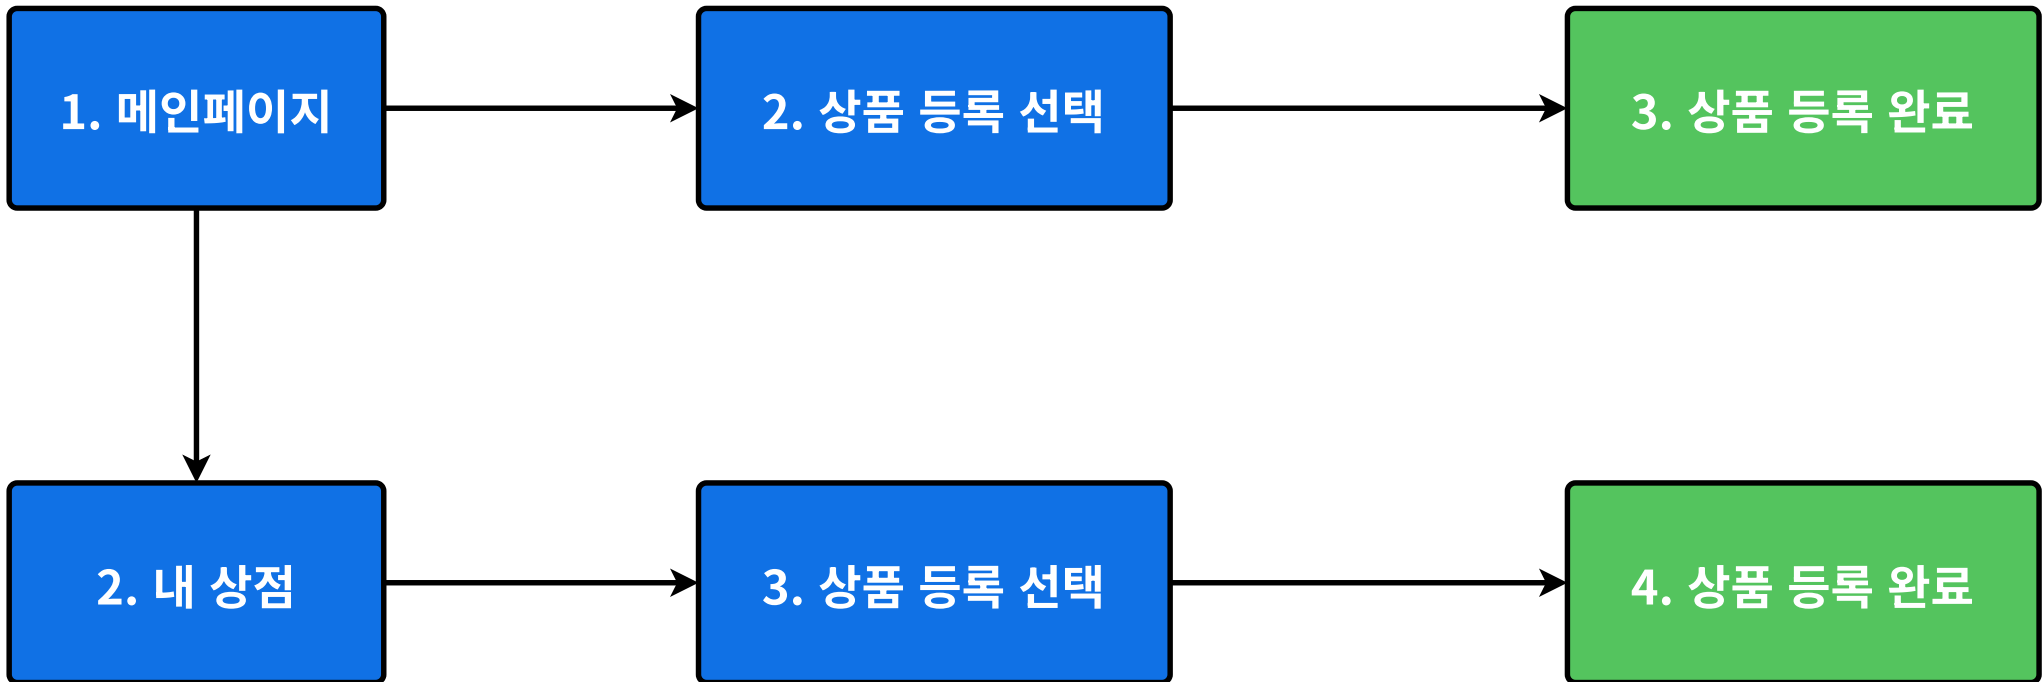 1. 메인페이지
2. 상품 등록 선택
3. 상품 등록 완료
2. 내 상점
3. 상품 등록 선택
4. 상품 등록 완료